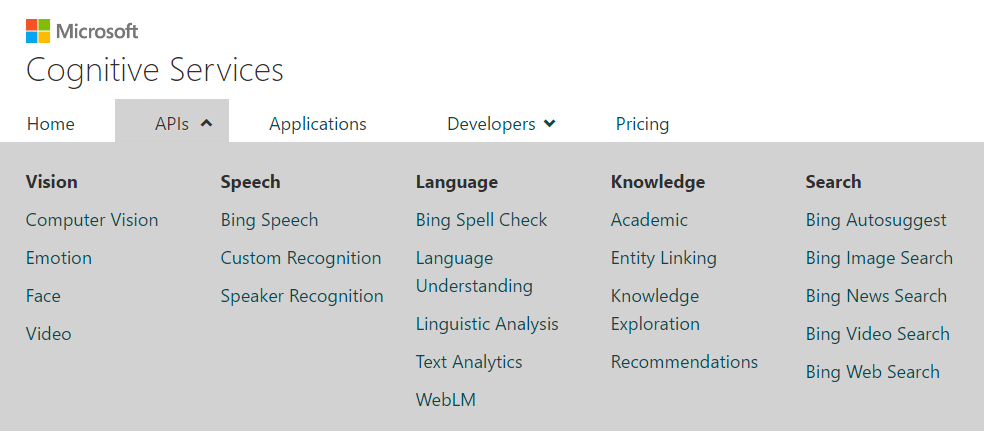 Microsoft
Cognitive Services
Home APIs Applications Developers Pricing
Vision
Computer Vision
Emotion
Face
Video
Speech
Bing Speech
Custom Recognition
Speaker Recognition
Language
Bing Spell Check
Language
Understanding
Linguistic Analysis
Text Analytics
WebLM
Knowledge
Academic
Entity Linking
Knowledge
Exploration
Recommendations
Search
Bing Autosuggest
Bing Image Search
Bing News Search
Bing Video Search
Bing Web Search